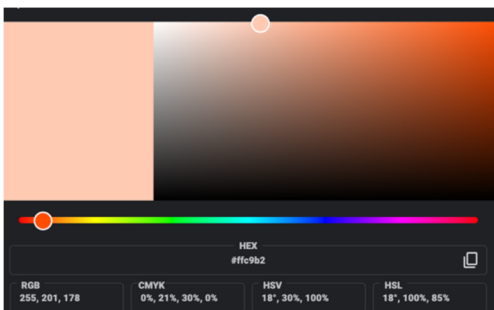 HEX
#ffc9b2
RGB
255, 201, 178
CMYK
0%, 21%, 30%, 0%
HSV
18°, 30%, 100%
HSL
18°, 100%, 85%